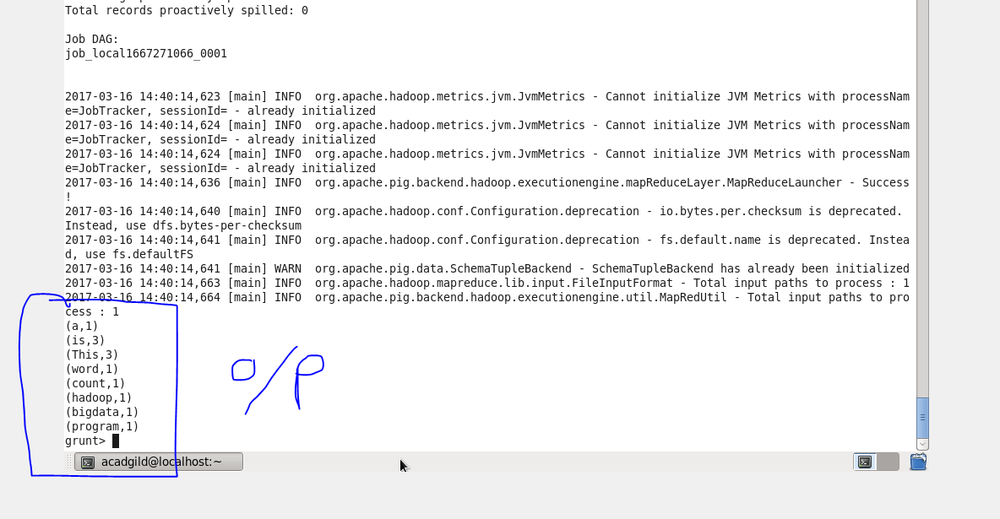 Total records proactively spilled: 0
Job DAG:
job_local1667271066_0001
2017-03-16 14:40:14,623 [main] INFO  org.apache.hadoop.metrics.jvm.JvmMetrics - Cannot initialize JVM Metrics with processNam
e=JobTracker, sessionId= - already initialized
2017-03-16 14:40:14,624 [main] INFO  org.apache.hadoop.metrics.jvm.JvmMetrics - Cannot initialize JVM Metrics with processNam
e=JobTracker, sessionId= - already initialized
2017-03-16 14:40:14,624 [main] INFO  org.apache.hadoop.metrics.jvm.JvmMetrics - Cannot initialize JVM Metrics with processNam
e=JobTracker, sessionId= - already initialized
2017-03-16 14:40:14,636 [main] INFO  org.apache.pig.backend.hadoop.executionengine.mapReduceLayer.MapReduceLauncher - Success
!
2017-03-16 14:40:14,640 [main] INFO  org.apache.hadoop.conf.Configuration.deprecation - io.bytes.per.checksum is deprecated.
Instead, use dfs.bytes-per-checksum
2017-03-16 14:40:14,641 [main] INFO  org.apache.hadoop.conf.Configuration.deprecation - fs.default.name is deprecated. Instea
d, use fs.defaultFS
2017-03-16 14:40:14,641 [main] WARN  org.apache.pig.data.SchemaTupleBackend - SchemaTupleBackend has already been initialized
2017-03-16 14:40:14,663 [main] INFO  org.apache.hadoop.mapreduce.lib.input.FileInputFormat - Total input paths to process : 1
2017-03-16 14:40:14,664 [main] INFO  org.apache.pig.backend.hadoop.executionengine.util.MapRedUtil - Total input paths to pro
cess : 1
(a,1)
(is,3)
(This,3)
(word,1)
(count,1)
(hadoop,1)
(bigdata,1)
(program,1)
grunt>
o/p
acadgild@localhost:~